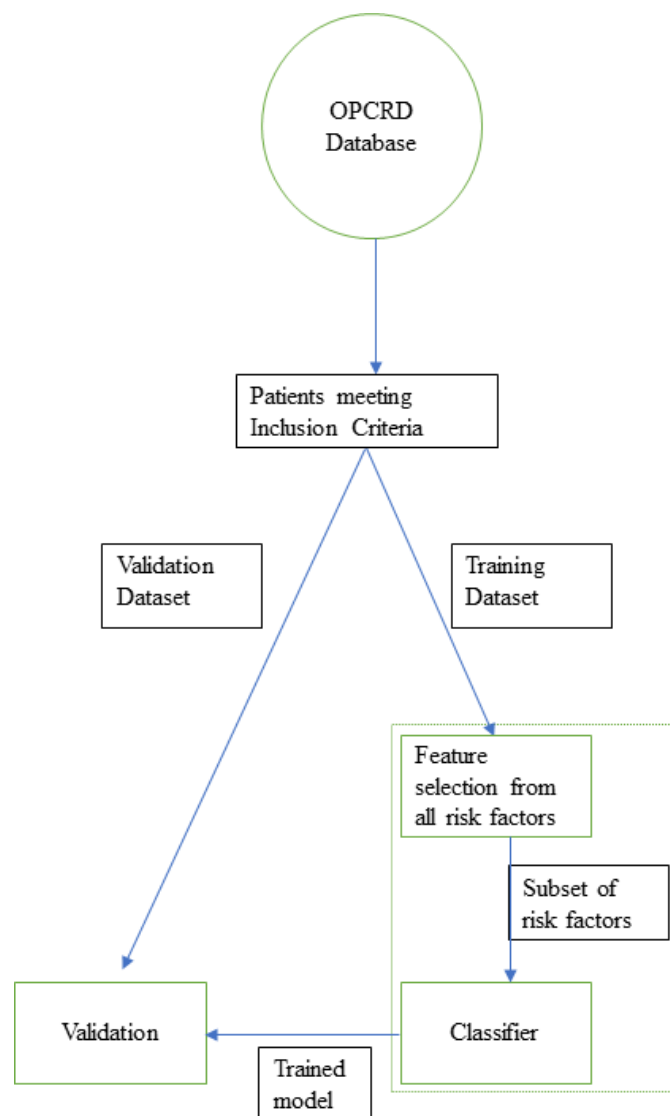 OPCRD
Database
Patients meeting
Inclusion Criteria
Validation
Dataset
Training
Dataset
Feature
selection from
all risk factors
Subset of
risk factors
Validation
Classifier
Trained
model